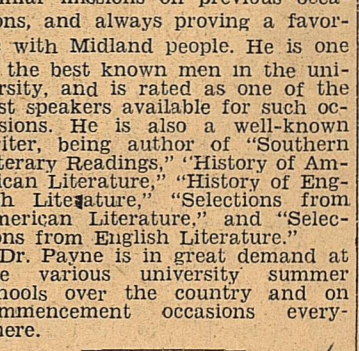 ons, and always proving a favor-
with Midland people. He is one
the best known men in the uni-
rsity, and is rated as one of the
st speakers available for such oc-
sions. He is also a well-known
iter, being author of "Southern
terary Readings," "History of Am-
ican Literature," "History of Eng-
h Literature," "Selections from
merican Literature," and "Selec-
ons from English Literature."
Dr. Payne is in great demand at
e various university summer
hools over the country and on
mmencement occasions every-
here.